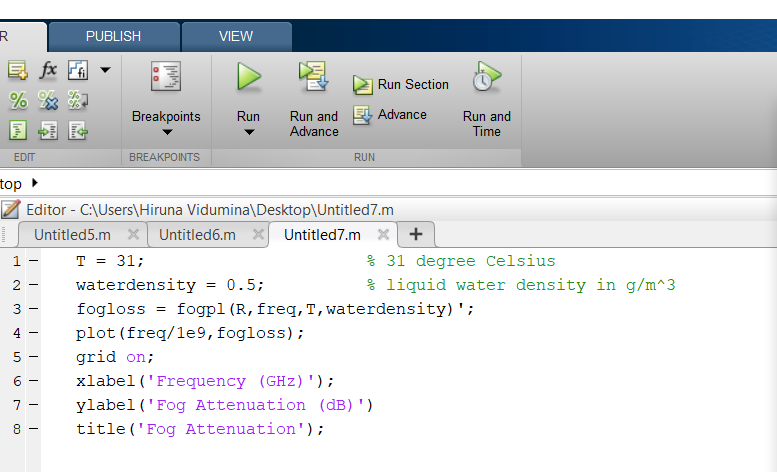 R PUBLISH VIEW
fx
Breakpoints
Run
Run and Advance
Run Section
Advance
Run and Time
EDIT BREAKPOINTS RUN
top
Editor - C:\Users\Hiruna Vidumina\Desktop\Untitled7.m
Untitled5.m Untitled6.m Untitled7.m +
1 - T = 31; % 31 degree Celsius
2 - waterdensity = 0.5; % liquid water density in g/m^3
3 - fogloss = fogpl(R,freq,T,waterdensity)';
4 - plot(freq/1e9,fogloss);
5 - grid on;
6 - xlabel('Frequency (GHz)');
7 - ylabel('Fog Attenuation (dB)')
8 - title('Fog Attenuation');